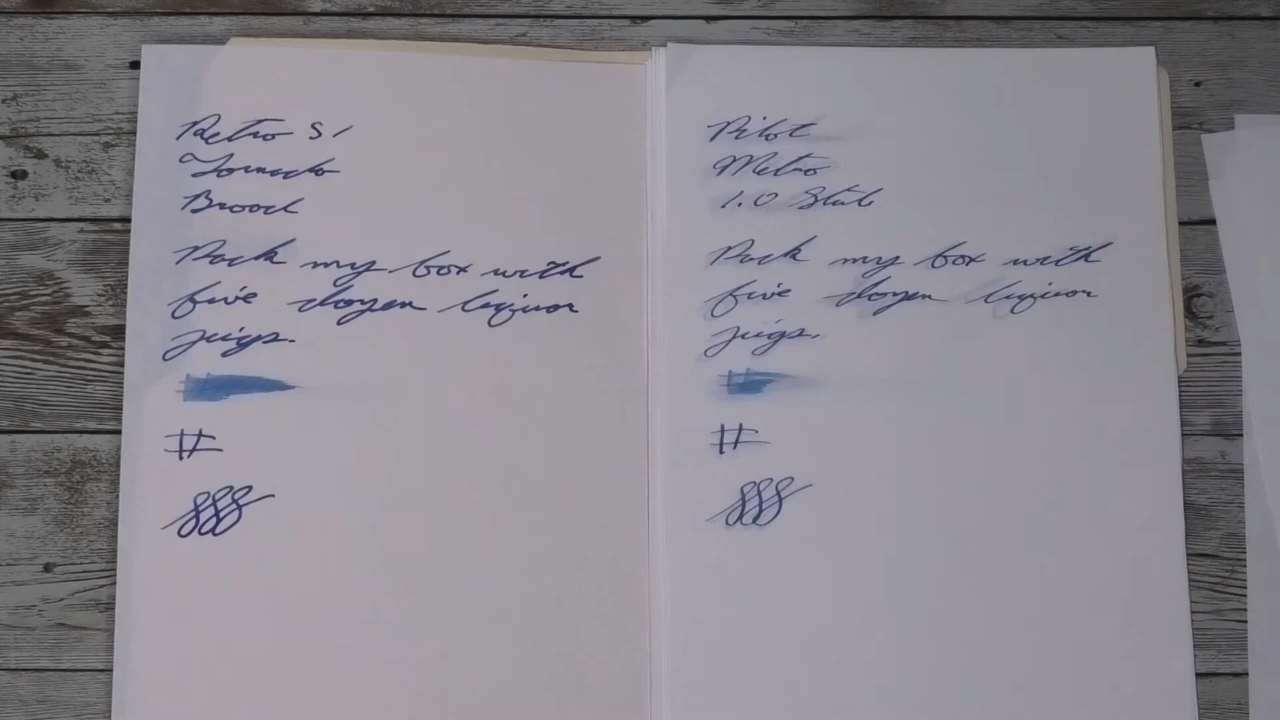 Retro 51
Tornado
Broad
Pack my box with
five dozen liquor
jugs.
#
Pilot
Metro
1.0 Stub
Pack my box with
five dozen liquor
jugs.
#